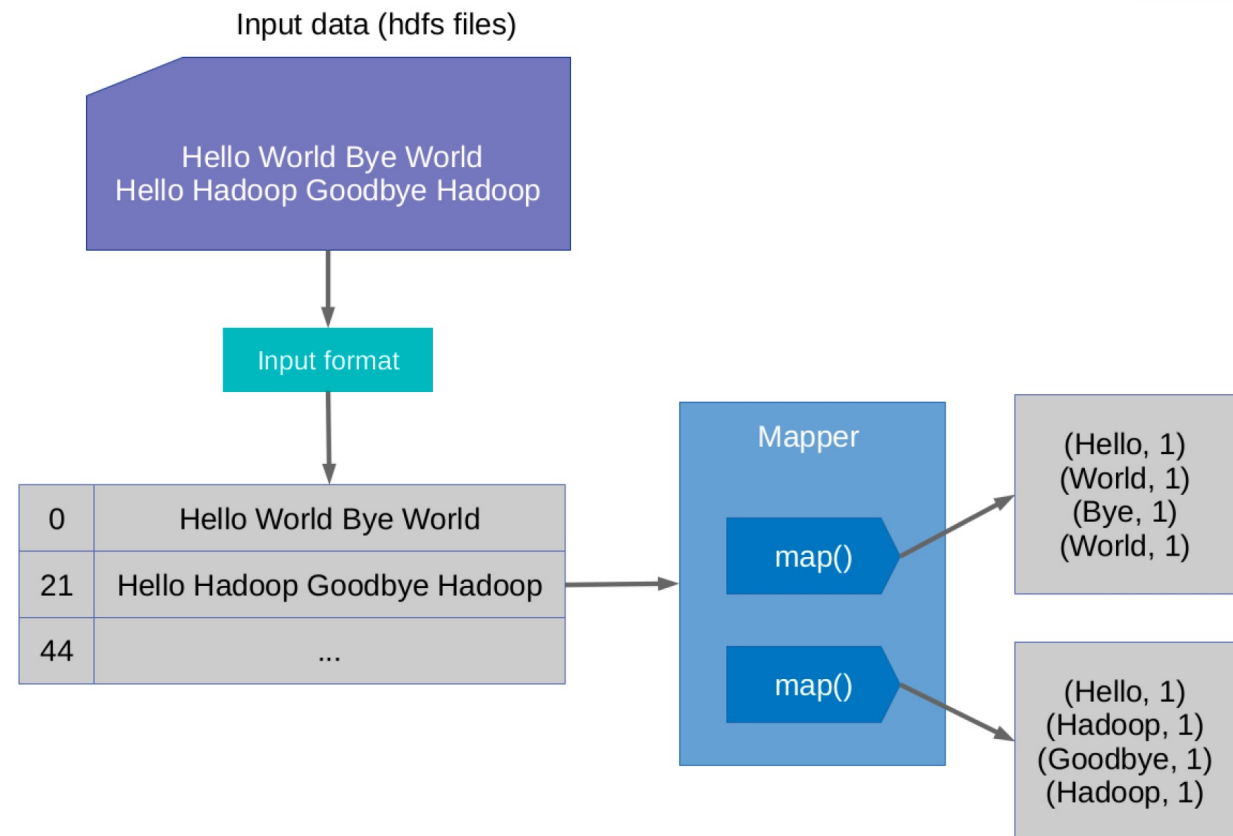 Input data (hdfs files)
Hello World Bye World
Hello Hadoop Goodbye Hadoop
Input format
0 Hello World Bye World
21 Hello Hadoop Goodbye Hadoop
44 ...
Mapper
map()
map()
(Hello, 1)
(World, 1)
(Bye, 1)
(World, 1)
(Hello, 1)
(Hadoop, 1)
(Goodbye, 1)
(Hadoop, 1)